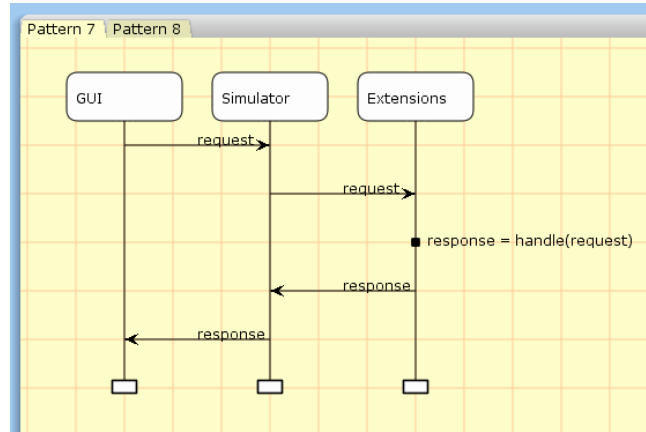 Pattern 7 Pattern 8
GUI Simulator Extensions
request
request
response = handle(request)
response
response